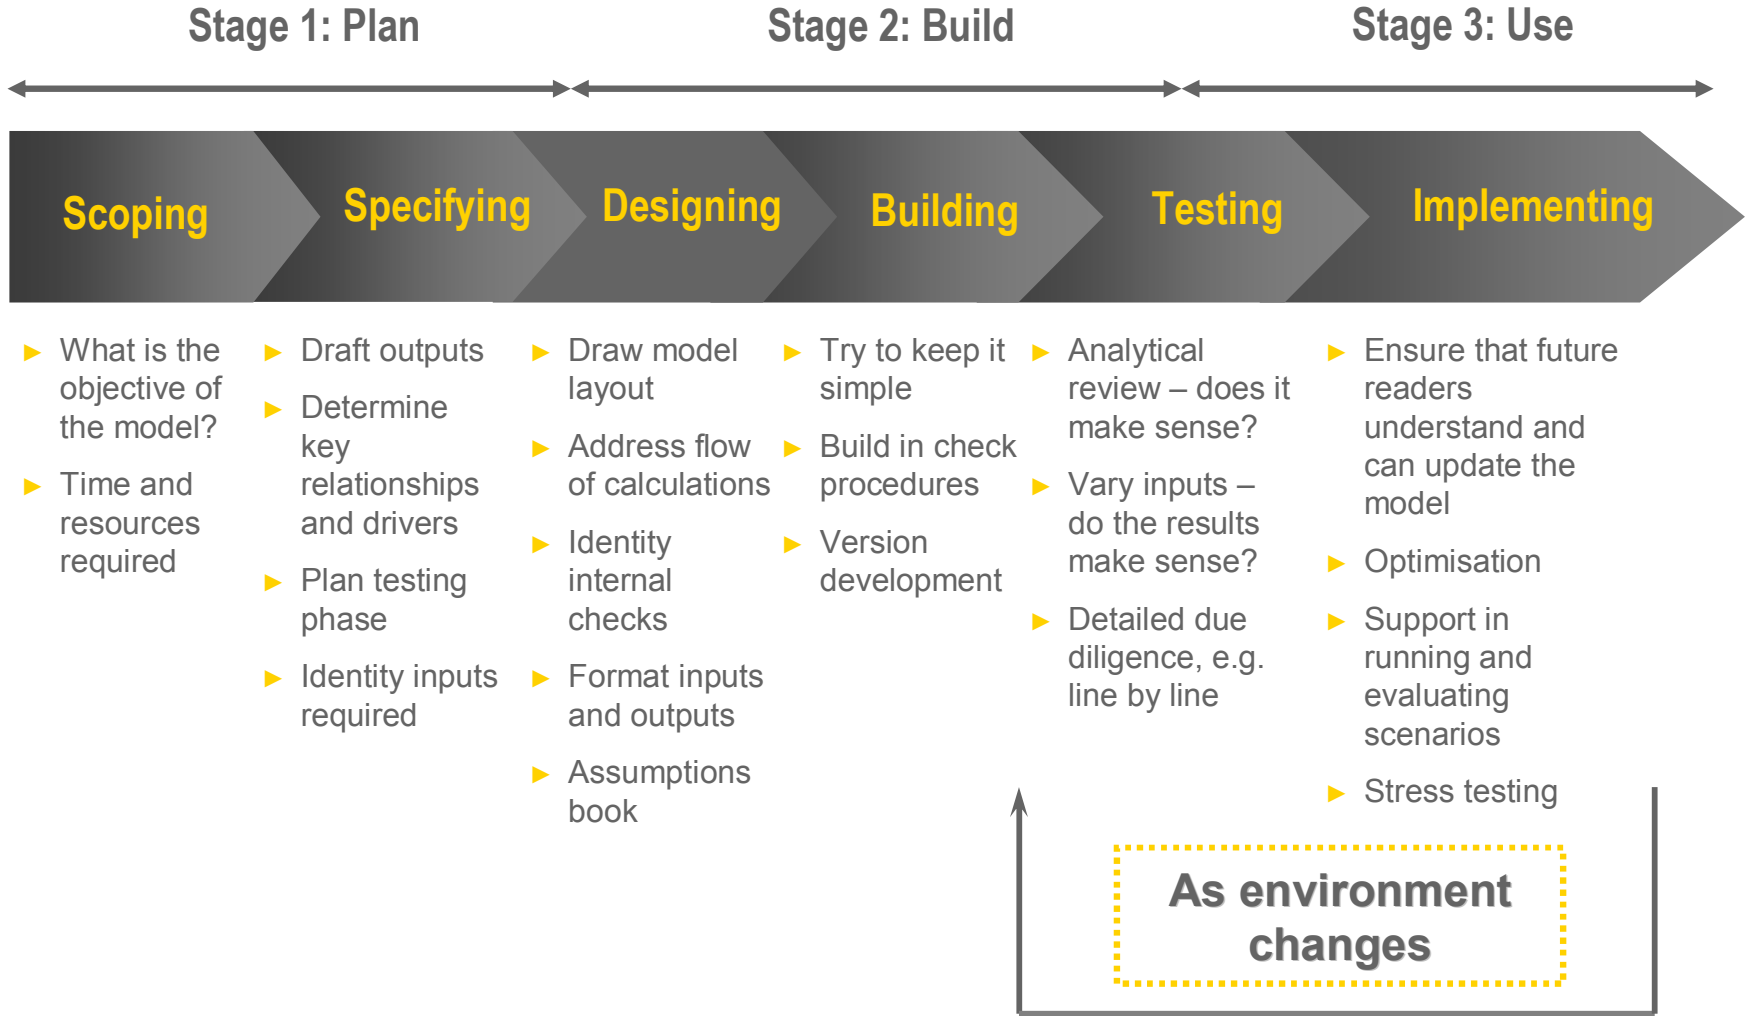 Stage 1: Plan
Stage 2: Build
Stage 3: Use
Scoping
Specifying
Designing
Building
Testing
Implementing
► What is the
objective of
the model?
► Time and
resources
required
► Draft outputs
► Determine
key
relationships
and drivers
► Plan testing
phase
► Identity inputs
required
► Draw model
layout
► Address flow
of calculations
► Identity
internal
checks
► Format inputs
and outputs
► Assumptions
book
► Try to keep it
simple
► Build in check
procedures
► Version
development
► Analytical
review – does it
make sense?
► Vary inputs –
do the results
make sense?
► Detailed due
diligence, e.g.
line by line
► Ensure that future
readers
understand and
can update the
model
► Optimisation
► Support in
running and
evaluating
scenarios
► Stress testing
As environment
changes